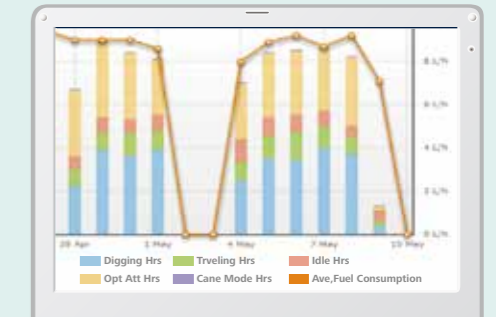 8 L/h
6 L/h
4 L/h
2 L/h
0 L/h
28 Apr 1 May 4 May 7 May 10 May
Digging Hrs Trveling Hrs Idle Hrs
Opt Att Hrs Cane Mode Hrs Ave,Fuel Consumption